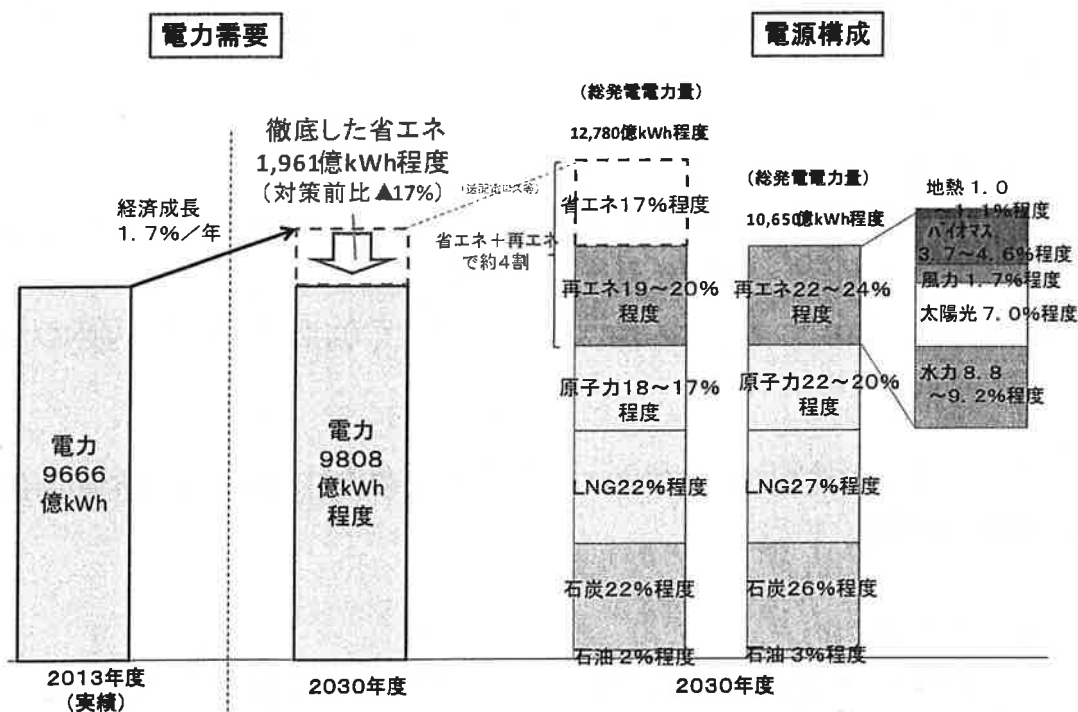 電力需要
経済成長
1.7%/年
徹底した省エネ
1,961億kWh程度
(対策前比▲17%)
電力
9666
億kWh
電力
9808
億kWh
程度
2013年度
(実績)
2030年度
電源構成
(総発電電力量)
12,780億kWh程度
(送配電ロス等)
省エネ+再エネ
で約4割
省エネ17%程度
再エネ19~20%
程度
原子力18~17%
程度
LNG22%程度
石炭22%程度
石油2%程度
(総発電電力量)
10,650億kWh程度
再エネ22~24%
程度
原子力22~20%
程度
LNG27%程度
石炭26%程度
石油3%程度
地熱1.0
~1.1%程度
バイオマス
3.7~4.6%程度
風力1.7%程度
太陽光7.0%程度
水力8.8
~9.2%程度
2030年度